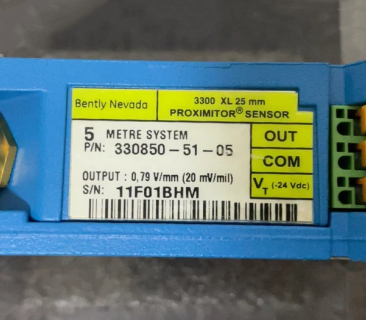 Bently Nevada
3300 XL 25 mm
PROXIMITOR® SENSOR
5 METRE SYSTEM
P/N: 330850-51-05
OUTPUT : 0,79 V/mm (20 mV/mil)
S/N: 11F01BHM
OUT
COM
VT (-24 Vdc)